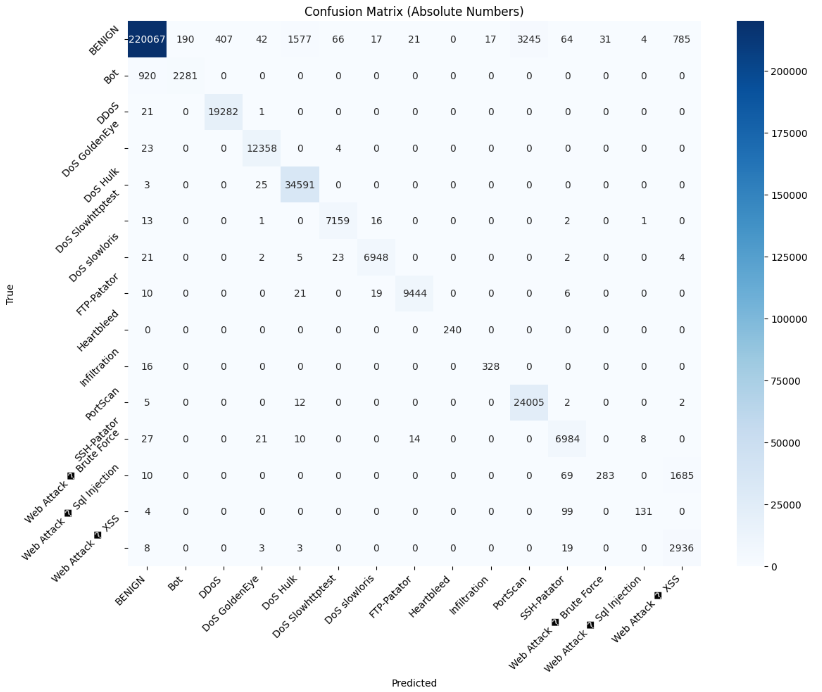 Confusion Matrix (Absolute Numbers)
BENIGN 220067 190 407 42 1577 66 17 21 0 17 3245 64 31 4 785
Bot 920 2281 0 0 0 0 0 0 0 0 0 0 0 0 0
DDoS 21 0 19282 1 0 0 0 0 0 0 0 0 0 0 0
DoS GoldenEye 23 0 0 12358 0 4 0 0 0 0 0 0 0 0 0
DoS Hulk 3 0 0 25 34591 0 0 0 0 0 0 0 0 0 0
DoS Slowhttptest 13 0 0 1 0 7159 16 0 0 0 0 2 0 1 0
DoS slowloris 21 0 0 2 5 23 6948 0 0 0 0 2 0 0 4
FTP-Patator 10 0 0 0 21 0 19 9444 0 0 0 6 0 0 0
Heartbleed 0 0 0 0 0 0 0 0 240 0 0 0 0 0 0
Infiltration 16 0 0 0 0 0 0 0 0 328 0 0 0 0 0
PortScan 5 0 0 0 12 0 0 0 0 0 24005 2 0 0 2
SSH-Patator 27 0 0 21 10 0 0 14 0 0 0 6984 0 8 0
Web Attack � Brute Force 10 0 0 0 0 0 0 0 0 0 0 69 283 0 1685
Web Attack � Sql Injection 4 0 0 0 0 0 0 0 0 0 0 99 0 131 0
Web Attack � XSS 8 0 0 3 3 0 0 0 0 0 0 19 0 0 2936
True
BENIGN
Bot
DDoS
DoS GoldenEye
DoS Hulk
DoS Slowhttptest
DoS slowloris
FTP-Patator
Heartbleed
Infiltration
PortScan
SSH-Patator
Web Attack � Brute Force
Web Attack � Sql Injection
Web Attack � XSS
Predicted
200000
175000
150000
125000
100000
75000
50000
25000
0